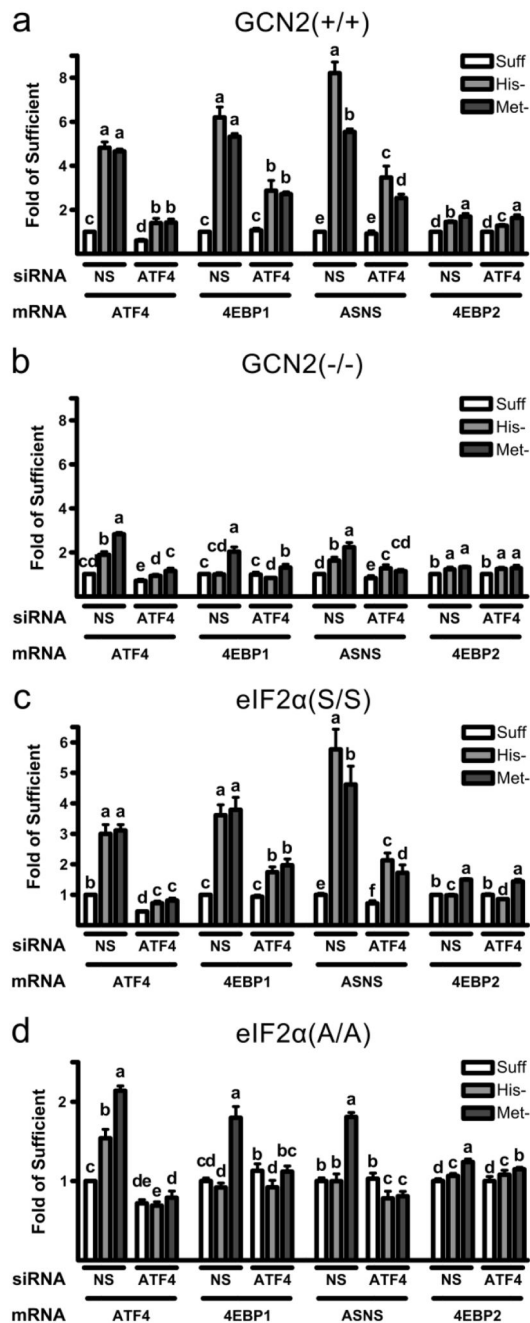 a GCN2(+/+)
Suff
His-
Met-
Fold of Sufficient
8
6
4
2
c a a d b b c a a c b b e a b e c d d b a d c a
siRNA NS ATF4 NS ATF4 NS ATF4 NS ATF4
mRNA ATF4 4EBP1 ASNS 4EBP2
b GCN2(-/-)
Suff
His-
Met-
Fold of Sufficient
8
6
4
2
cd b a e d c c cd a c d b d b a e c cd b a a b a a
siRNA NS ATF4 NS ATF4 NS ATF4 NS ATF4
mRNA ATF4 4EBP1 ASNS 4EBP2
c eIF2α(S/S)
Suff
His-
Met-
Fold of Sufficient
6
5
4
3
2
1
b a a d c c c a a c b b e a b f c d b c a b d a
siRNA NS ATF4 NS ATF4 NS ATF4 NS ATF4
mRNA ATF4 4EBP1 ASNS 4EBP2
d eIF2α(A/A)
Suff
His-
Met-
Fold of Sufficient
2
1
c b a de e d cd d a b d bc b b a b c c d c a d c b
siRNA NS ATF4 NS ATF4 NS ATF4 NS ATF4
mRNA ATF4 4EBP1 ASNS 4EBP2